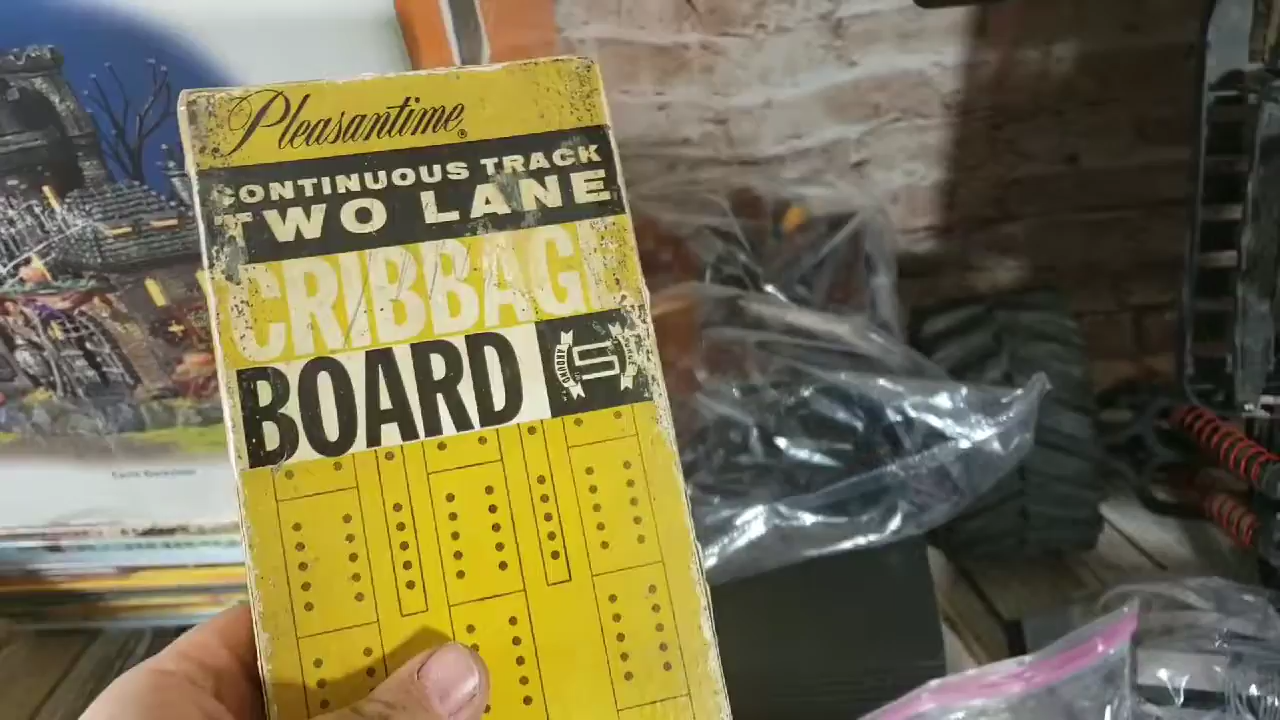 Pleasantime®
CONTINUOUS TRACK
TWO LANE
CRIBBAGE
BOARD